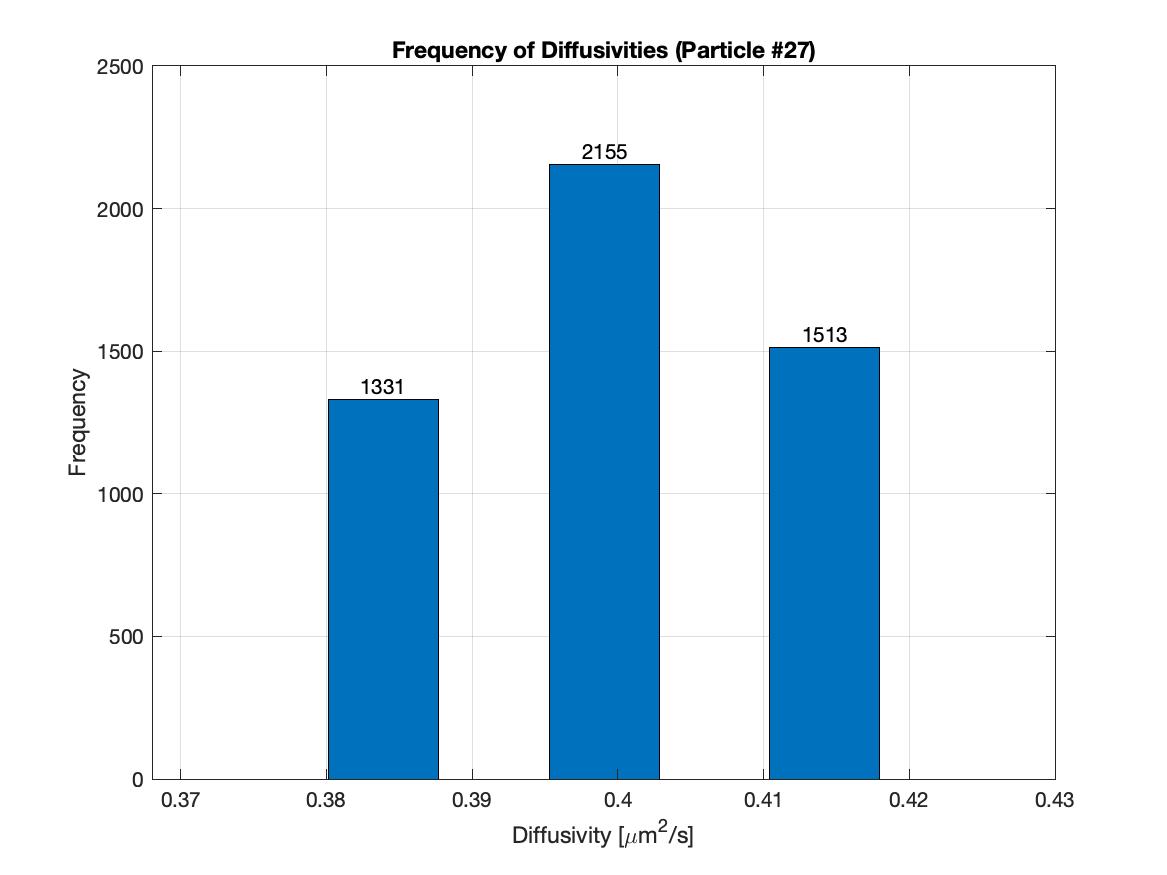 Frequency of Diffusivities (Particle #27)
2500
2000
1500
1000
500
0
Frequency
2155
1513
1331
0.37 0.38 0.39 0.4 0.41 0.42 0.43
Diffusivity [μm²/s]